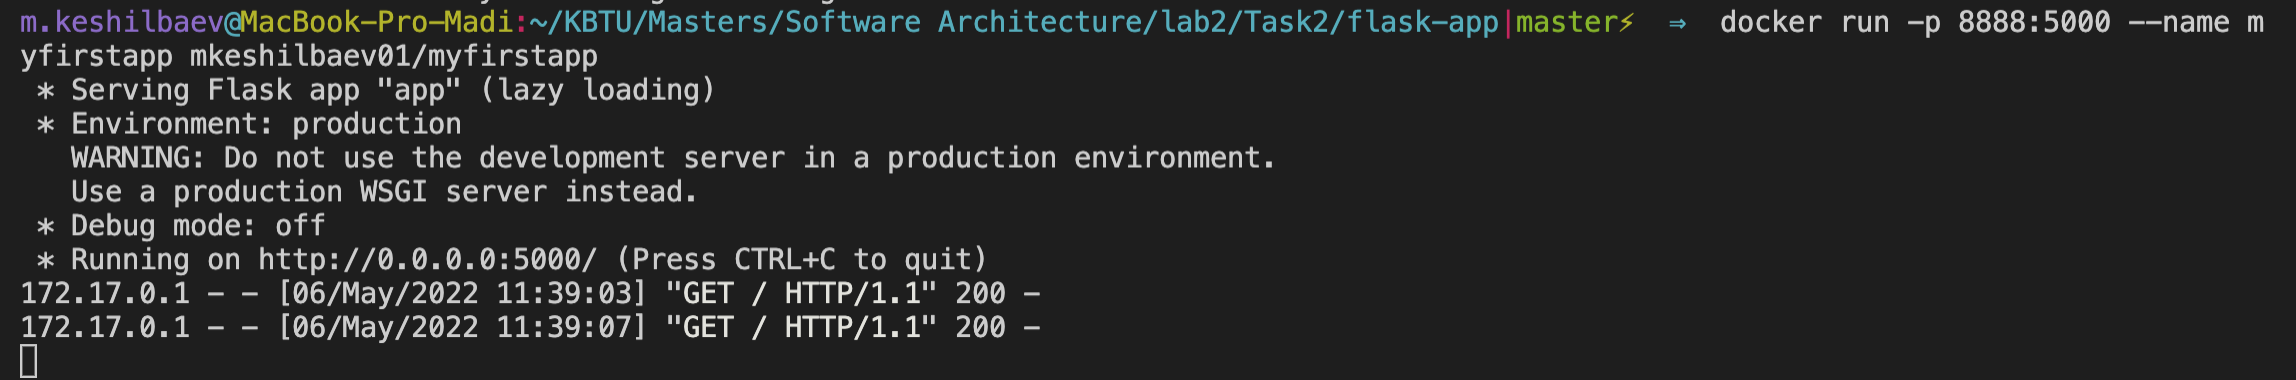 m.keshilbaev@MacBook-Pro-Madi:~/KBTU/Masters/Software Architecture/lab2/Task2/flask-app|master⚡ ⇒ docker run -p 8888:5000 --name m
yfirstapp mkeshilbaev01/myfirstapp
* Serving Flask app "app" (lazy loading)
* Environment: production
WARNING: Do not use the development server in a production environment.
Use a production WSGI server instead.
* Debug mode: off
* Running on http://0.0.0.0:5000/ (Press CTRL+C to quit)
172.17.0.1 - - [06/May/2022 11:39:03] "GET / HTTP/1.1" 200 -
172.17.0.1 - - [06/May/2022 11:39:07] "GET / HTTP/1.1" 200 -